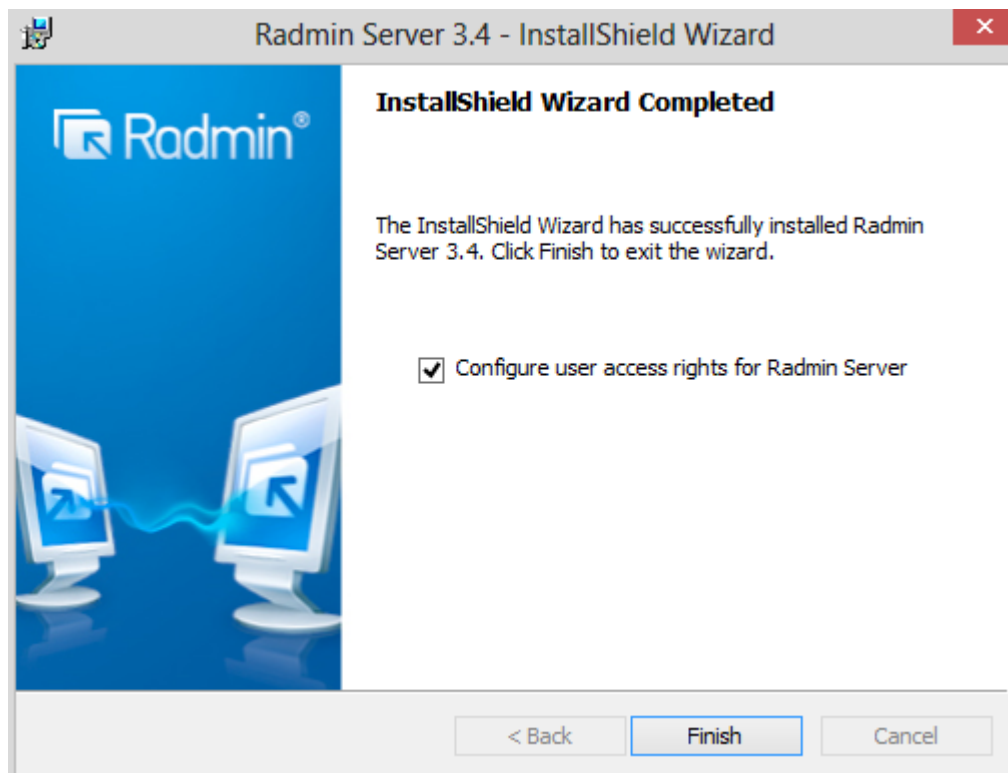 Radmin Server 3.4 - InstallShield Wizard
Radmin®
InstallShield Wizard Completed
The InstallShield Wizard has successfully installed Radmin
Server 3.4. Click Finish to exit the wizard.
Configure user access rights for Radmin Server
< Back
Finish
Cancel